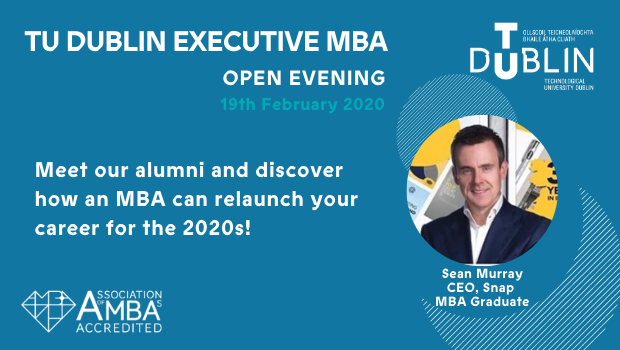 TU DUBLIN EXECUTIVE MBA
OPEN EVENING
19th February 2020
OLLSCOIL TEICNEOLAÍOCHTA
BHAILE ÁTHA CLIATH
TU
DUBLIN
TECHNOLOGICAL
UNIVERSITY DUBLIN
Meet our alumni and discover
how an MBA can relaunch your
career for the 2020s!
Sean Murray
CEO, Snap
MBA Graduate
ASSOCIATION
OF MBAs
ACCREDITED